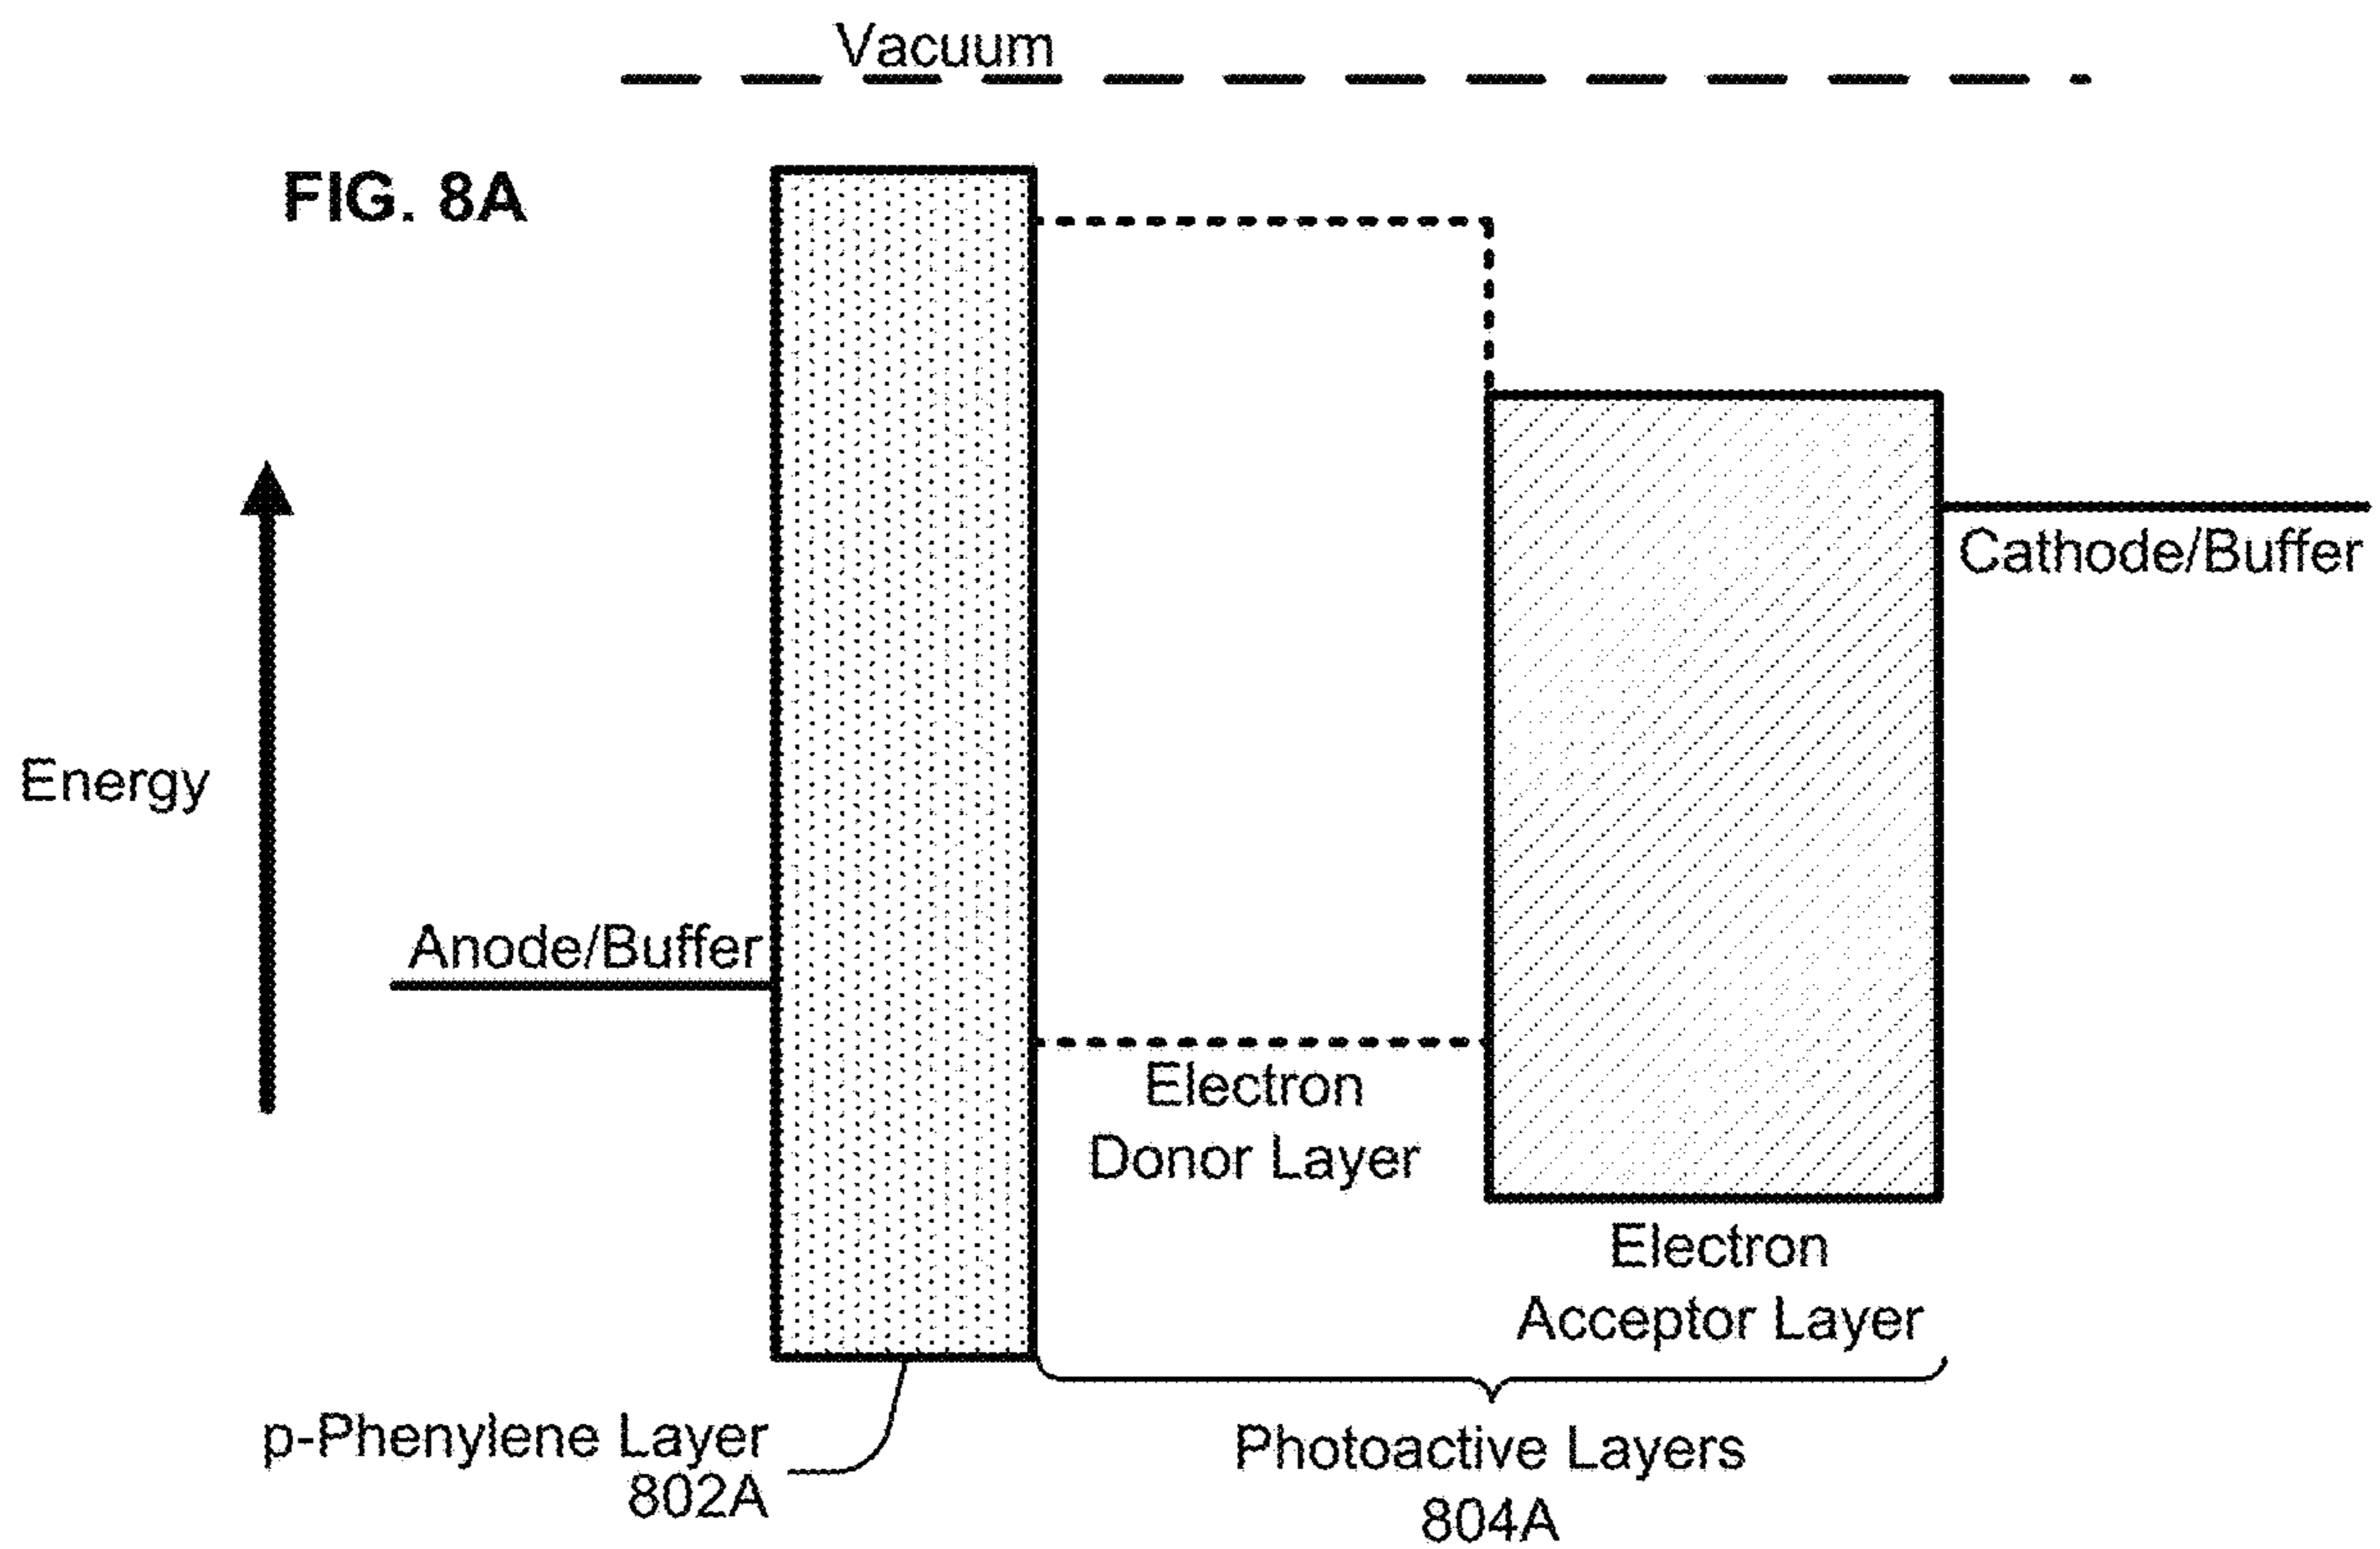 Vacuum
FIG. 8A
Cathode/Buffer
Energy
Anode/Buffer
Electron
Donor Layer
Electron
Acceptor Layer
p-Phenylene Layer
802A
Photoactive Layers
804A